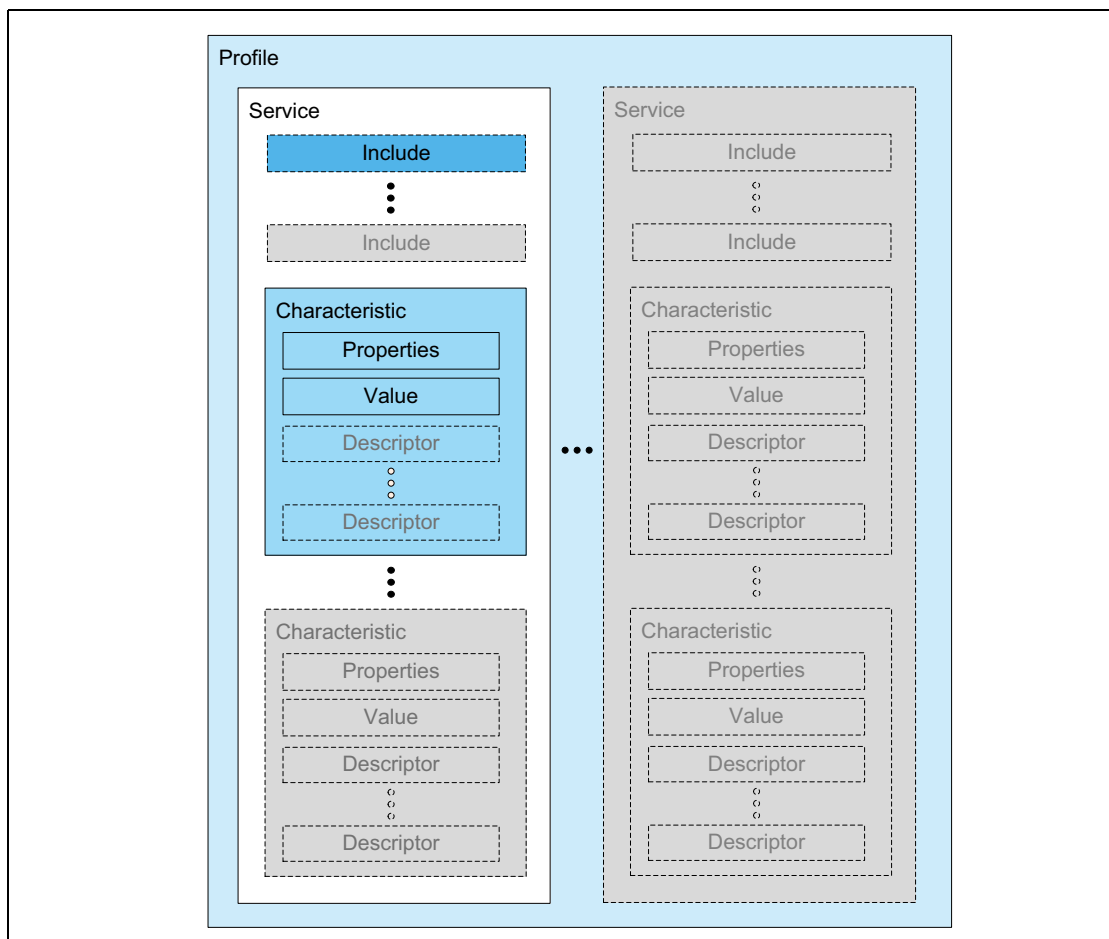 Profile
Service
Include
Include
Characteristic
Properties
Value
Descriptor
Descriptor
Characteristic
Properties
Value
Descriptor
Descriptor
Service
Include
Include
Characteristic
Properties
Value
Descriptor
Descriptor
Characteristic
Properties
Value
Descriptor
Descriptor